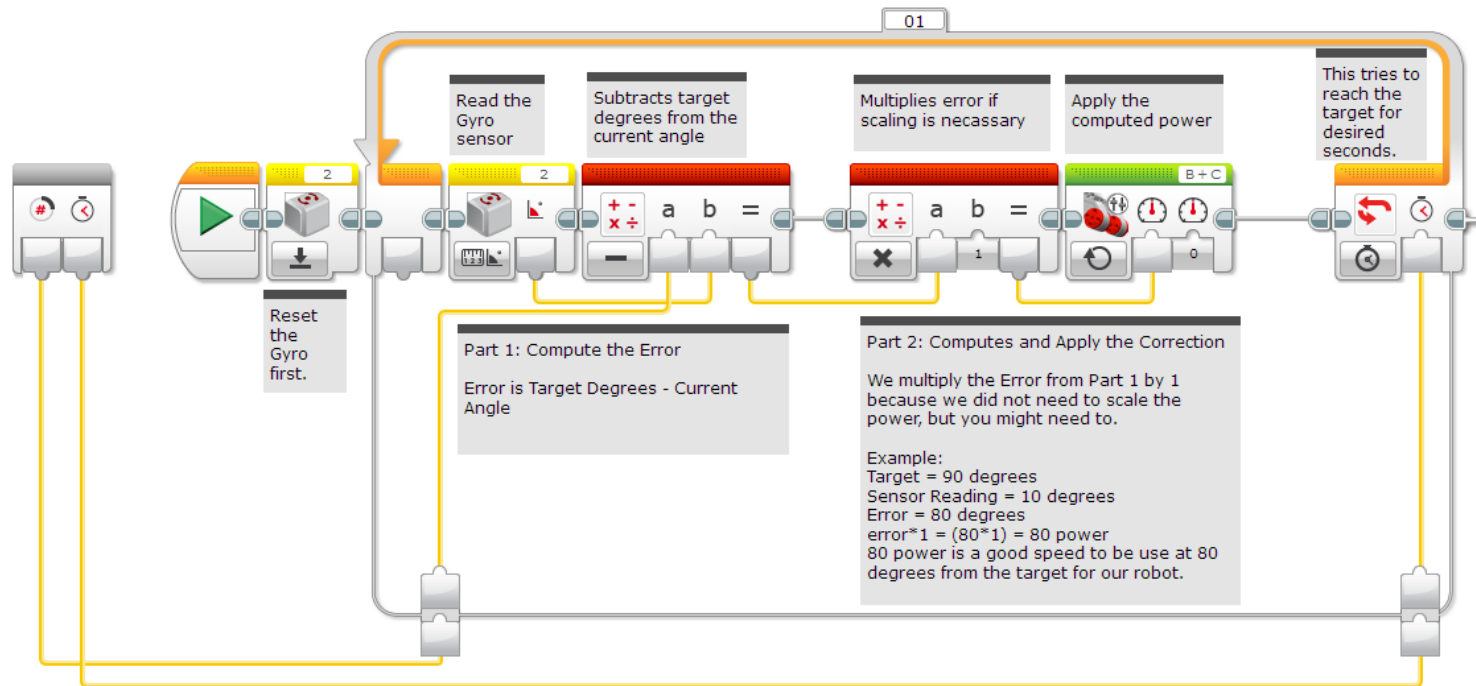 01
Read the
Gyro
sensor
Subtracts target
degrees from the
current angle
Multiplies error if
scaling is necassary
Apply the
computed power
This tries to
reach the
target for
desired
seconds.
#
2
2
+ -
× ÷
a b =
+ -
× ÷
a b =
1
B + C
0
123
Reset
the
Gyro
first.
Part 1: Compute the Error
Error is Target Degrees - Current
Angle
Part 2: Computes and Apply the Correction
We multiply the Error from Part 1 by 1
because we did not need to scale the
power, but you might need to.
Example:
Target = 90 degrees
Sensor Reading = 10 degrees
Error = 80 degrees
error*1 = (80*1) = 80 power
80 power is a good speed to be use at 80
degrees from the target for our robot.